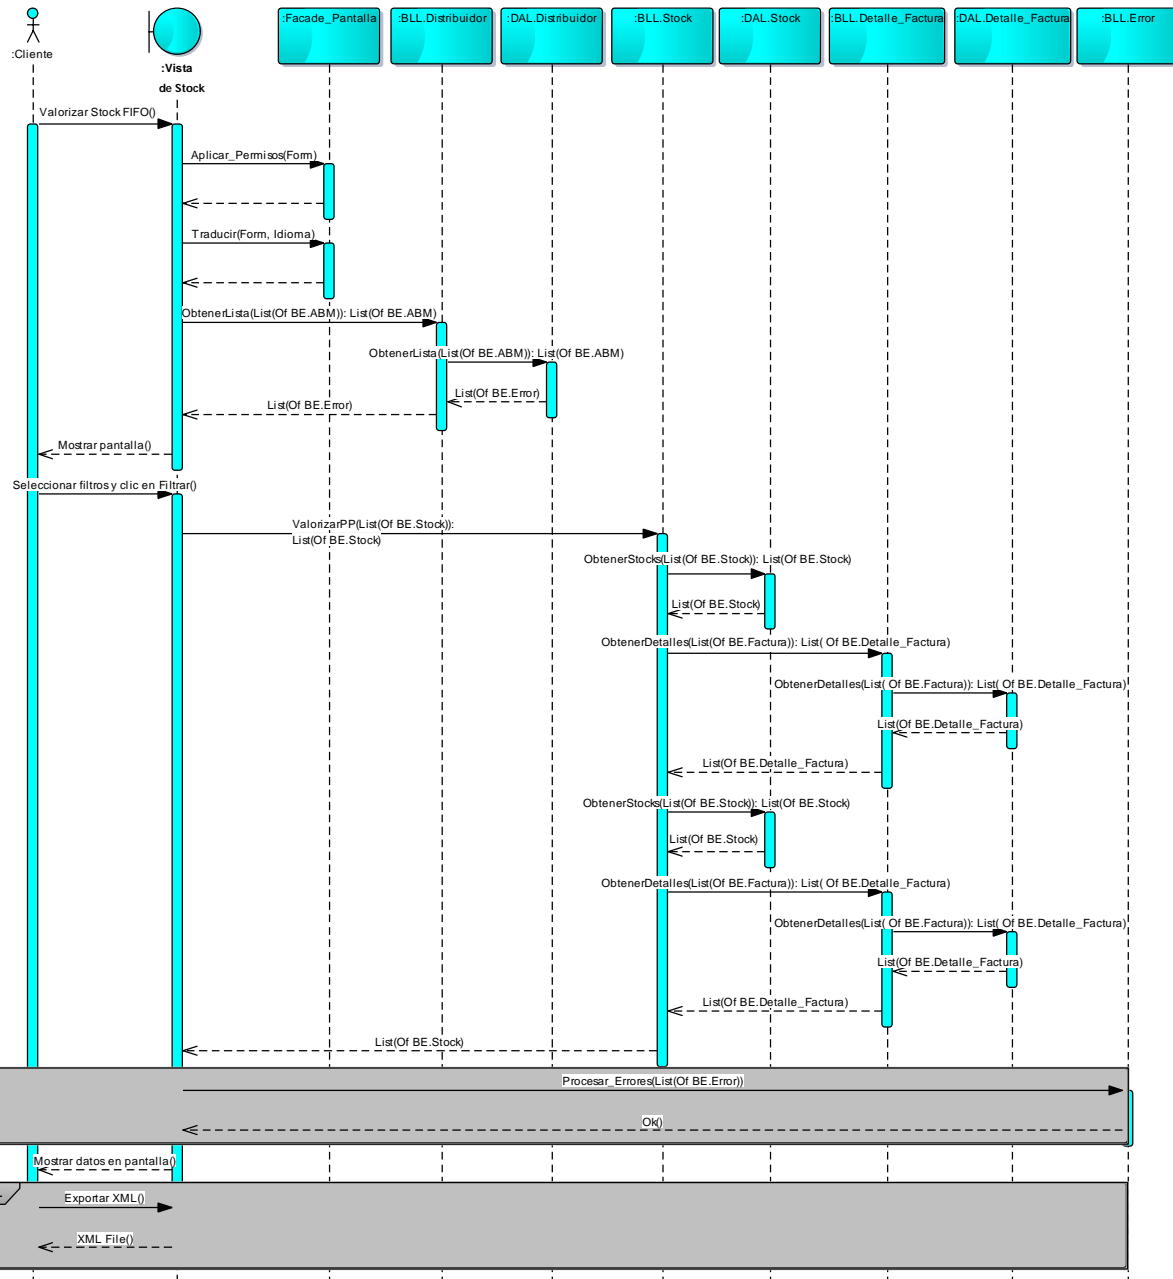 :Cliente
:Vista
de Stock
:Facade_Pantalla
:BLL.Distribuidor
:DAL.Distribuidor
:BLL.Stock
:DAL.Stock
:BLL.Detalle_Factura
:DAL.Detalle_Factura
:BLL.Error
Valorizar Stock FIFO()
Aplicar_Permisos(Form)
Traducir(Form, Idioma)
ObtenerLista(List(Of BE.ABM)): List(Of BE.ABM)
ObtenerLista(List(Of BE.ABM)): List(Of BE.ABM)
List(Of BE.Error)
List(Of BE.Error)
Mostrar pantalla()
Seleccionar filtros y clic en Filtrar()
ValorizarPP(List(Of BE.Stock)):
List(Of BE.Stock)
ObtenerStocks(List(Of BE.Stock)): List(Of BE.Stock)
List(Of BE.Stock)
ObtenerDetalles(List(Of BE.Factura)): List( Of BE.Detalle_Factura)
ObtenerDetalles(List( Of BE.Factura)): List( Of BE.Detalle_Factura)
List(Of BE.Detalle_Factura)
List(Of BE.Detalle_Factura)
ObtenerStocks(List(Of BE.Stock)): List(Of BE.Stock)
List(Of BE.Stock)
ObtenerDetalles(List(Of BE.Factura)): List( Of BE.Detalle_Factura)
ObtenerDetalles(List( Of BE.Factura)): List( Of BE.Detalle_Factura)
List(Of BE.Detalle_Factura)
List(Of BE.Detalle_Factura)
List(Of BE.Stock)
Procesar_Errores(List(Of BE.Error))
Ok()
Mostrar datos en pantalla()
Exportar XML()
XML File()